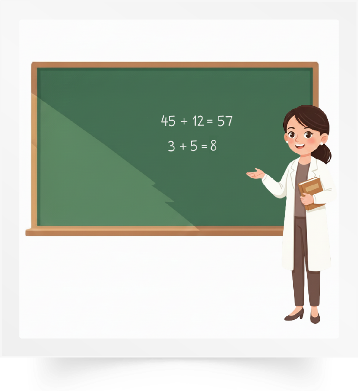 45 + 12 = 57
3 + 5 = 8